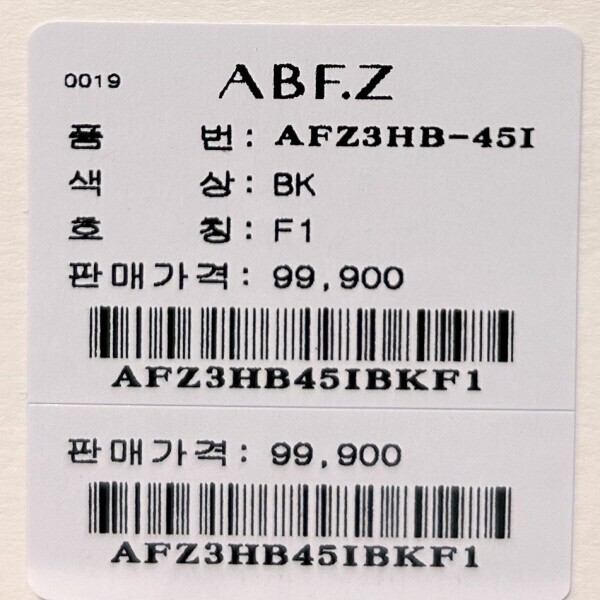 0019 ABF.Z
품 번: AFZ3HB-45I
색 상: BK
호 칭: F1
판매가격: 99,900
AFZ3HB45IBKF1
판매가격: 99,900
AFZ3HB45IBKF1